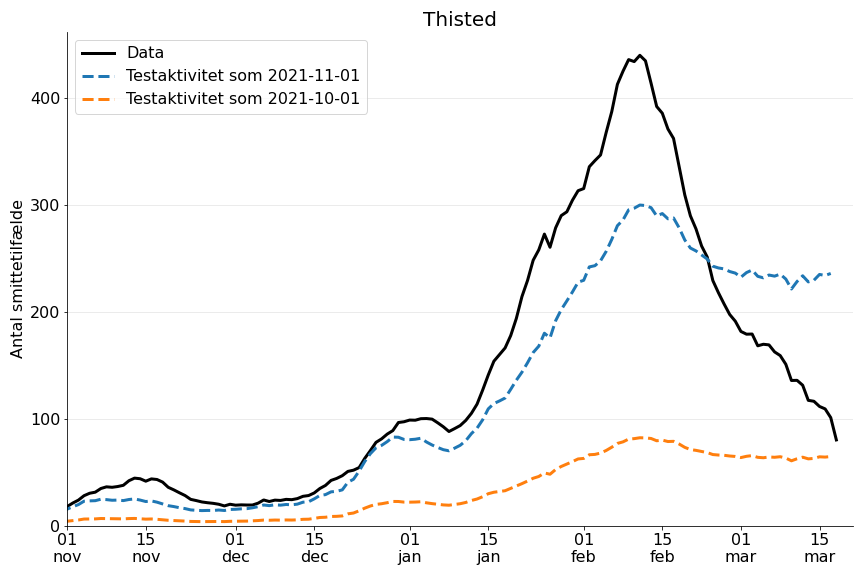 Thisted
Data
Testaktivitet som 2021-11-01
Testaktivitet som 2021-10-01
Antal smittetilfælde
400
300
200
100
0
01 15 01 15 01 15 01 15 01 15
nov nov dec dec jan jan feb feb mar mar